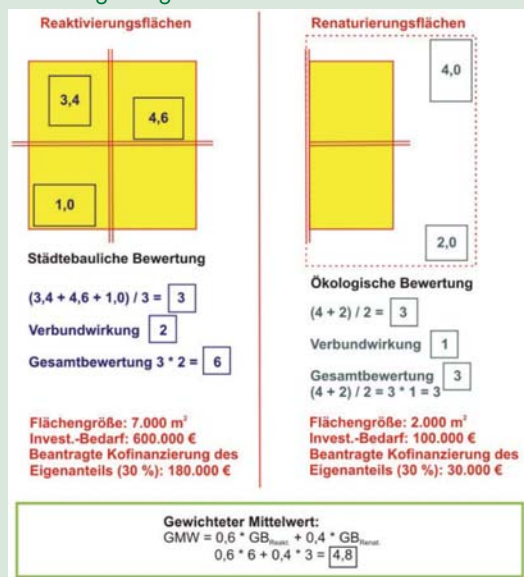 Reaktivierungsflächen
3,4
4,6
1,0
Städtebauliche Bewertung
(3,4 + 4,6 + 1,0) / 3 = 3
Verbundwirkung 2
Gesamtbewertung 3 * 2 = 6
Flächengröße: 7.000 m²
Invest.-Bedarf: 600.000 €
Beantragte Kofinanzierung des
Eigenanteils (30 %): 180.000 €
Renaturierungsflächen
4,0
2,0
Ökologische Bewertung
(4 + 2) / 2 = 3
Verbundwirkung 1
Gesamtbewertung 3
(4 + 2) / 2 = 3 * 1 = 3
Flächengröße: 2.000 m²
Invest.-Bedarf: 100.000 €
Beantragte Kofinanzierung des
Eigenanteils (30 %): 30.000 €
Gewichteter Mittelwert:
GMW = 0,6 * GB Reakt. + 0,4 * GB Renat.
0,6 * 6 + 0,4 * 3 = 4,8